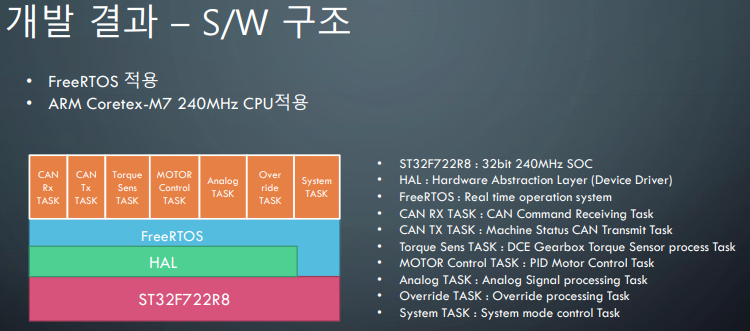 개발 결과 – S/W 구조
• FreeRTOS 적용
• ARM Coretex-M7 240MHz CPU적용
CAN Rx TASK
CAN Tx TASK
Torque Sens TASK
MOTOR Control TASK
Analog TASK
Over ride TASK
System TASK
FreeRTOS
HAL
ST32F722R8
• ST32F722R8 : 32bit 240MHz SOC
• HAL : Hardware Abstraction Layer (Device Driver)
• FreeRTOS : Real time operation system
• CAN RX TASK : CAN Command Receiving Task
• CAN TX TASK : Machine Status CAN Transmit Task
• Torque Sens TASK : DCE Gearbox Torque Sensor process Task
• MOTOR Control TASK : PID Motor Control Task
• Analog TASK : Analog Signal processing Task
• Override TASK : Override processing Task
• System TASK : System mode control Task